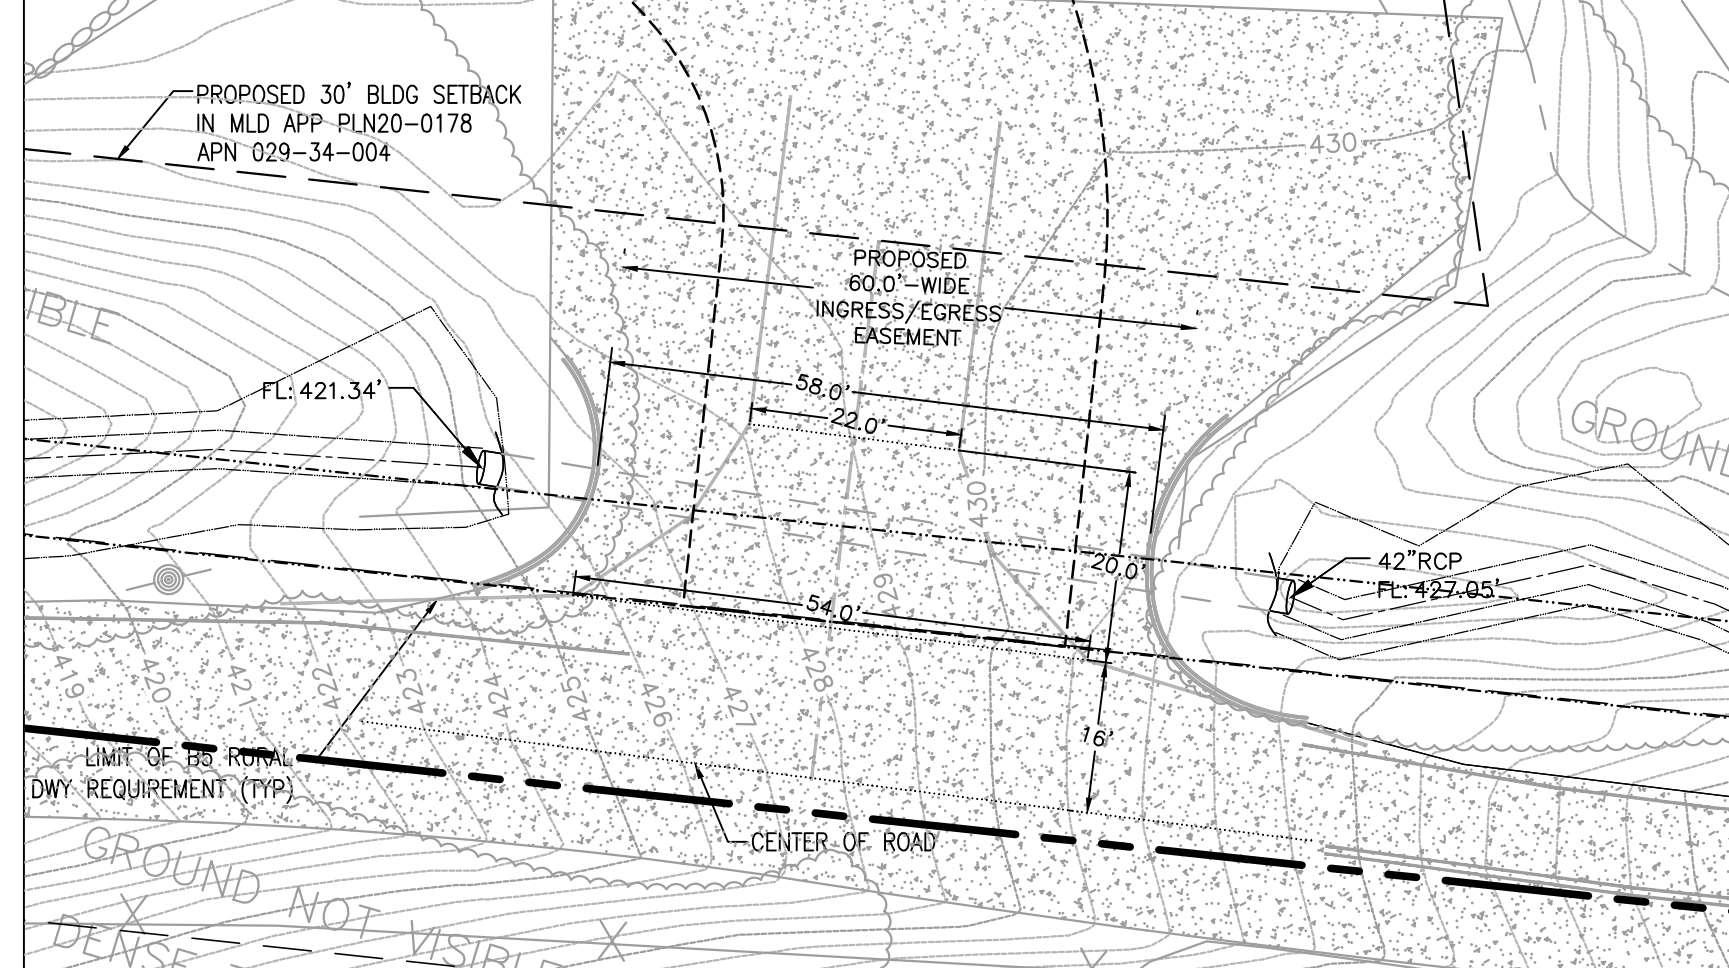 PROPOSED 30' BLDG SETBACK
IN MLD APP PLN20-0178
APN 029-34-004
430
PROPOSED
60.0'-WIDE
INGRESS/EGRESS
EASEMENT
IBLE
FL: 421.34'
58.0'
22.0'
GROUND
430
42"RCP
FL: 427.05'
20.0'
54.0'
429
419
420
421
422
423
424
425
426
427
428
16'
LIMIT OF B5 RURAL
DWY REQUIREMENT (TYP)
CENTER OF ROAD
GROUND NOT VISIBLE
DENSE